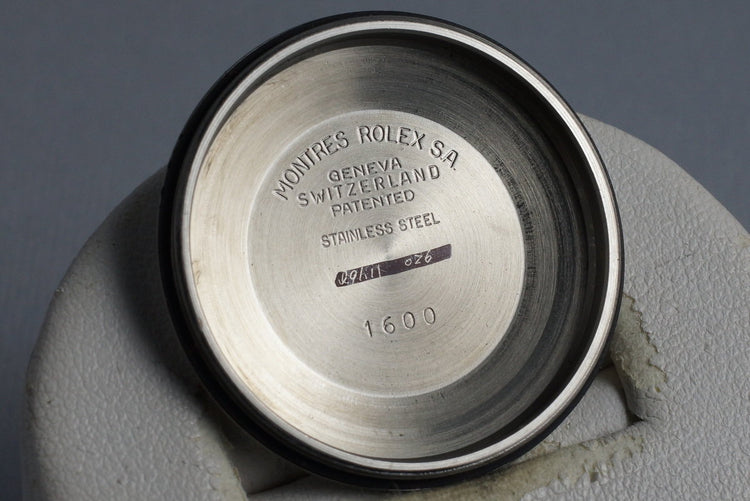 MONTRES ROLEX S.A.
GENEVA
SWITZERLAND
PATENTED
STAINLESS STEEL
1600